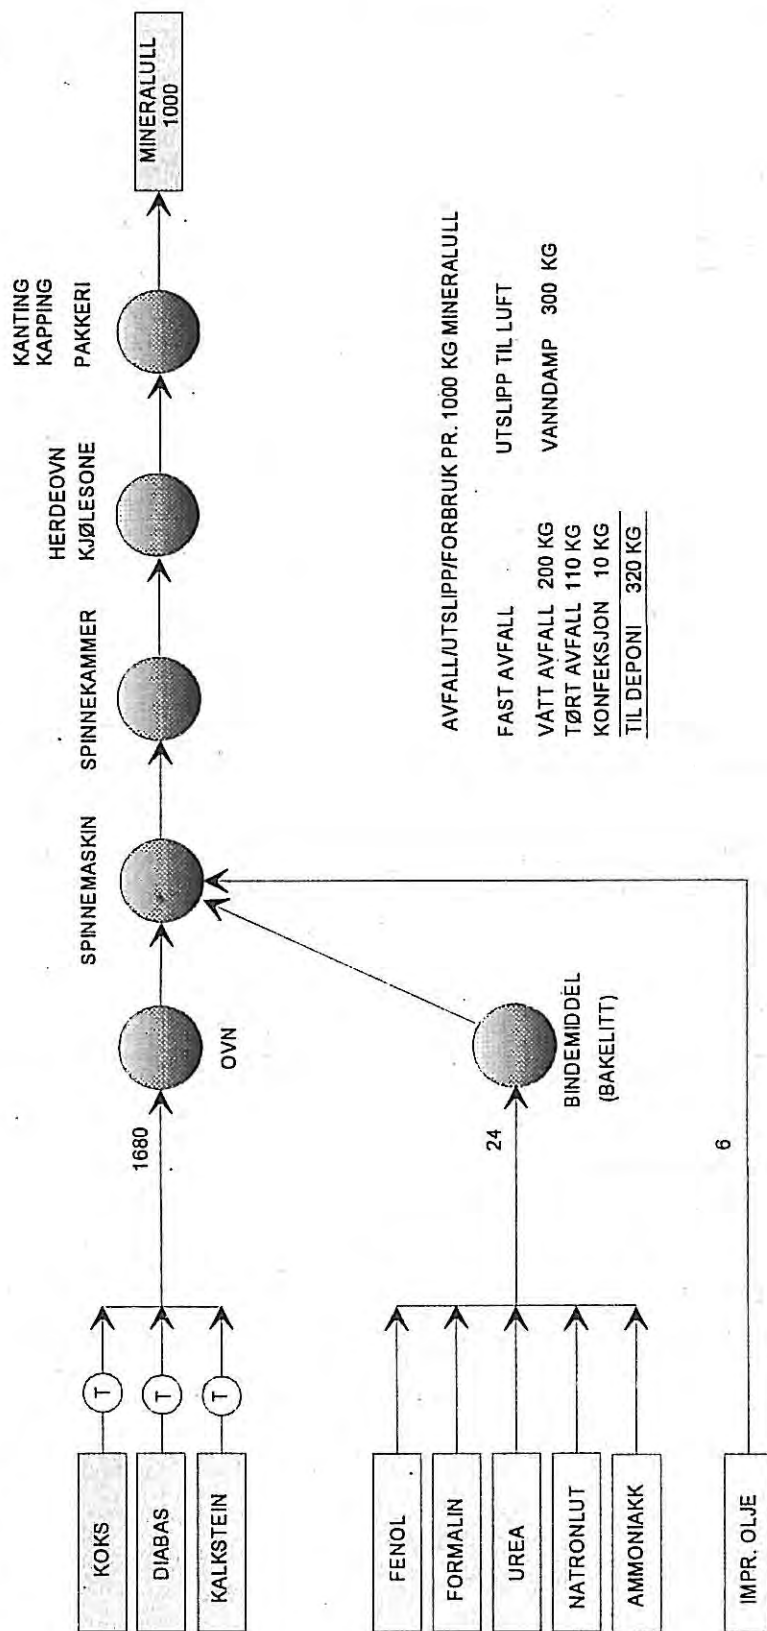 KOKS
DIABAS
KALKSTEIN
T
T
T
1680
OVN
SPINNEMASKIN
SPINNEKAMMER
HERDEOVN
KJØLESONE
KANTING
KAPPING
PAKKERI
MINERALULL
1000
FENOL
FORMALIN
UREA
NATRONLUT
AMMONIAKK
24
BINDEMIDDEL
(BAKELITT)
IMPR. OLJE
6
AVFALL/UTSLIPP/FORBRUK PR. 1000 KG MINERALULL
FAST AVFALL UTSLIPP TIL LUFT
VÅTT AVFALL 200 KG VANNDAMP 300 KG
TØRT AVFALL 110 KG
KONFEKSJON 10 KG
TIL DEPONI 320 KG